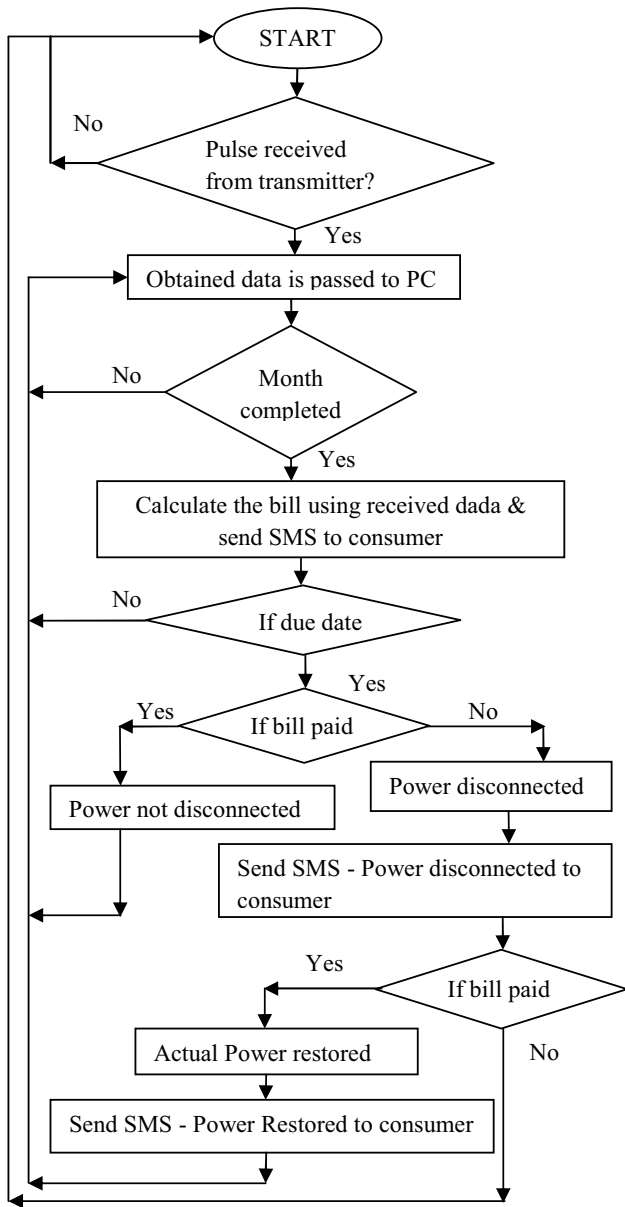 START
No
Pulse received
from transmitter?
Yes
Obtained data is passed to PC
No
Month
completed
Yes
Calculate the bill using received dada &
send SMS to consumer
No
If due date
Yes
Yes
If bill paid
No
Power not disconnected
Power disconnected
Send SMS - Power disconnected to
consumer
Yes
If bill paid
Actual Power restored
No
Send SMS - Power Restored to consumer